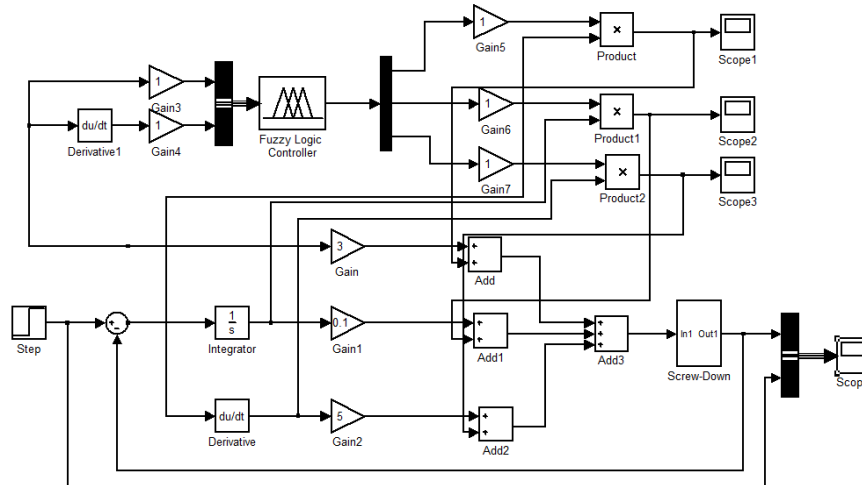 1
Gain5
×
Product
Scope1
1
Gain3
du/dt
Derivative1
1
Gain4
Fuzzy Logic
Controller
1
Gain6
×
Product1
Scope2
1
Gain7
×
Product2
Scope3
3
Gain
+
+
Add
Step
+
-
1
s
Integrator
0.1
Gain1
+
+
Add1
+
+
+
Add3
In1 Out1
Screw-Down
Scop
du/dt
Derivative
5
Gain2
+
+
Add2